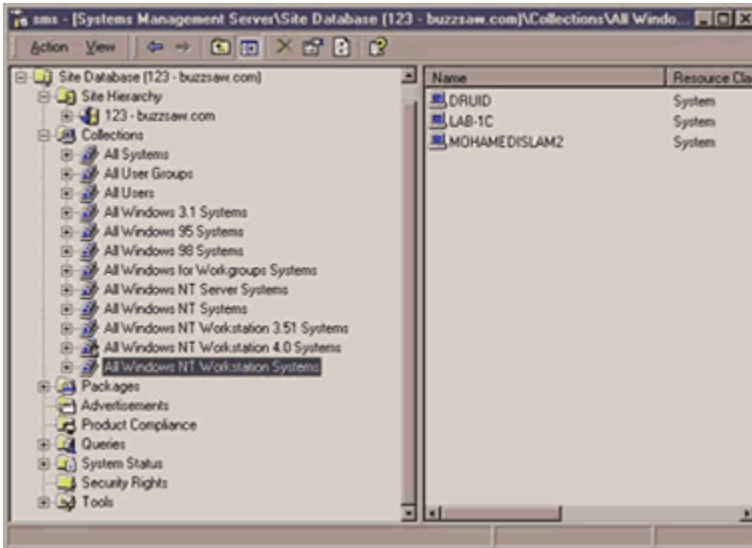 sms - [Systems Management Server\Site Database (123 - buzzsaw.com)\Collections\All Windo...
Action View
Site Database (123 - buzzsaw.com)
Site Hierarchy
123 - buzzsaw.com
Collections
All Systems
All User Groups
All Users
All Windows 3.1 Systems
All Windows 95 Systems
All Windows 98 Systems
All Windows for Workgroups Systems
All Windows NT Server Systems
All Windows NT Systems
All Windows NT Workstation 3.51 Systems
All Windows NT Workstation 4.0 Systems
All Windows NT Workstation Systems
Packages
Advertisements
Product Compliance
Queries
System Status
Security Rights
Tools
Name Resource Cla
DRUID System
LAB-1C System
MOHAMEDISLAM2 System